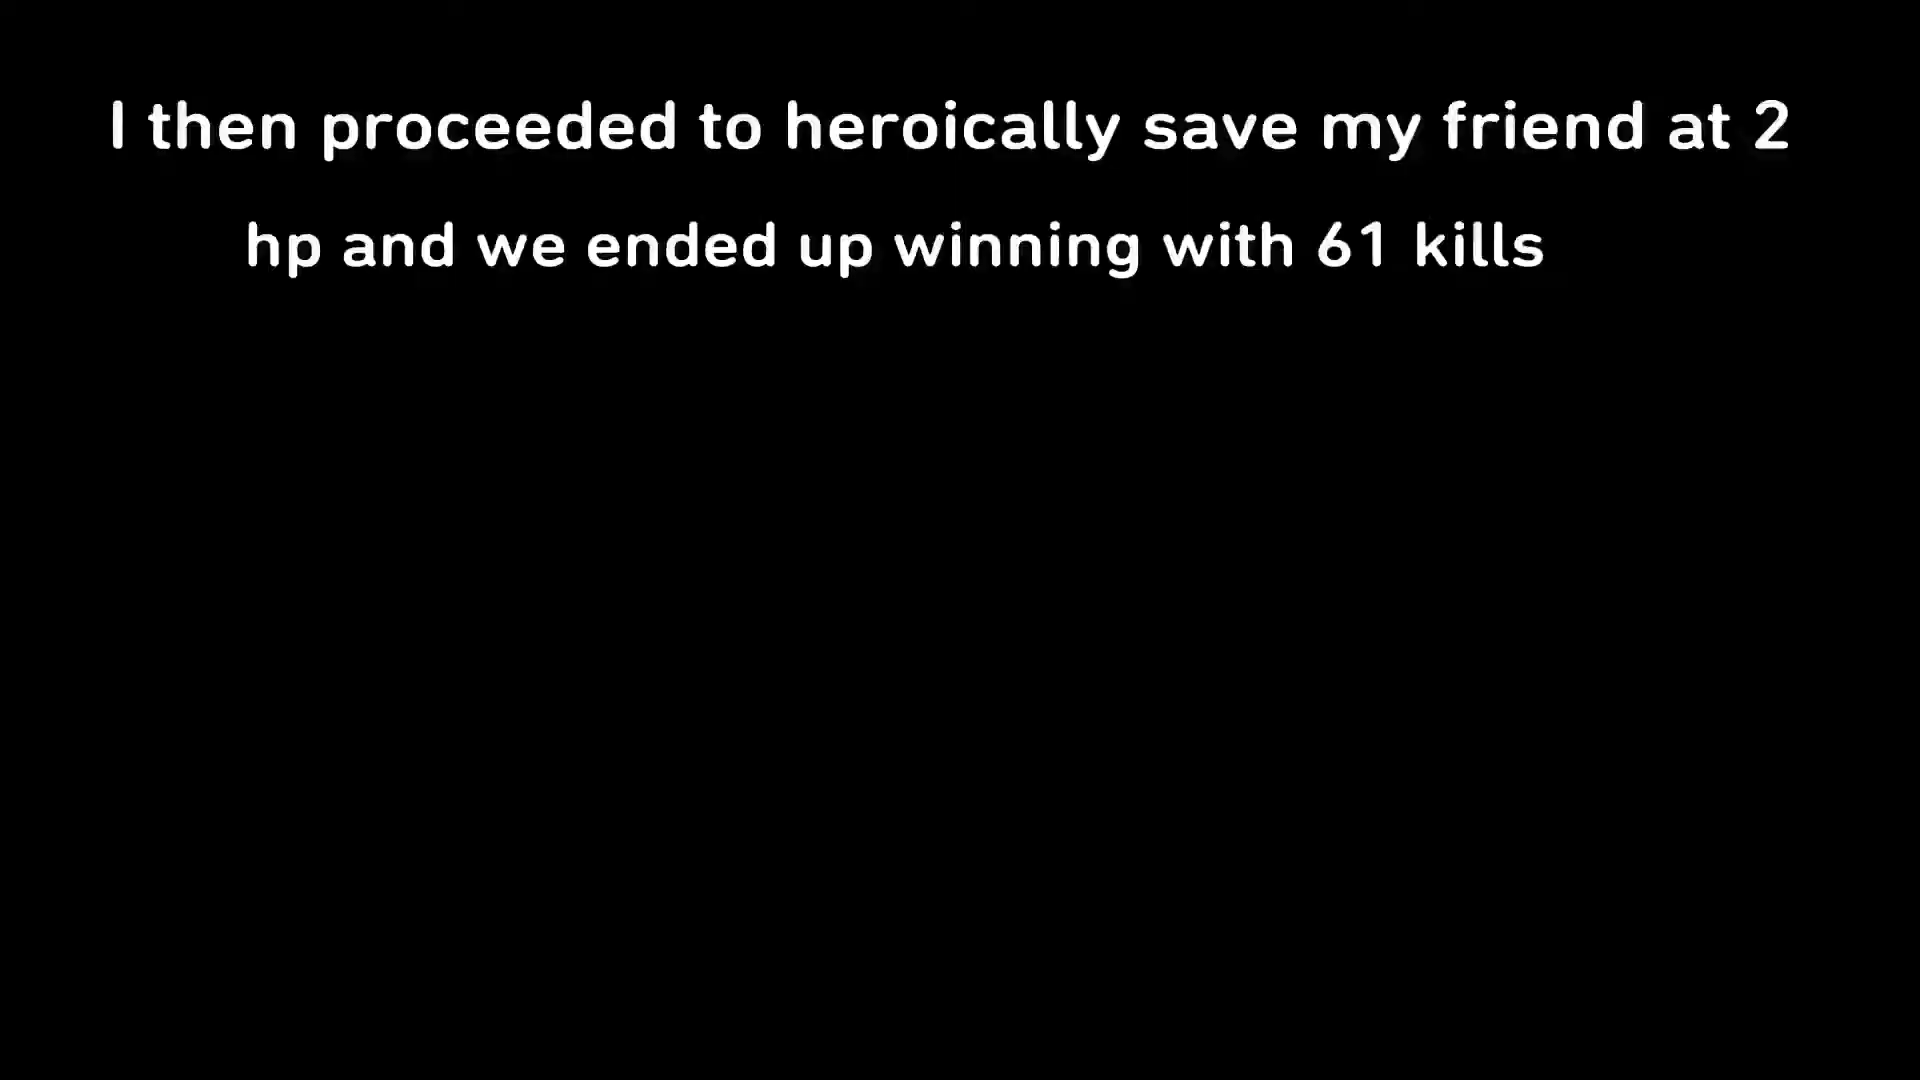 I then proceeded to heroically save my friend at 2
hp and we ended up winning with 61 kills